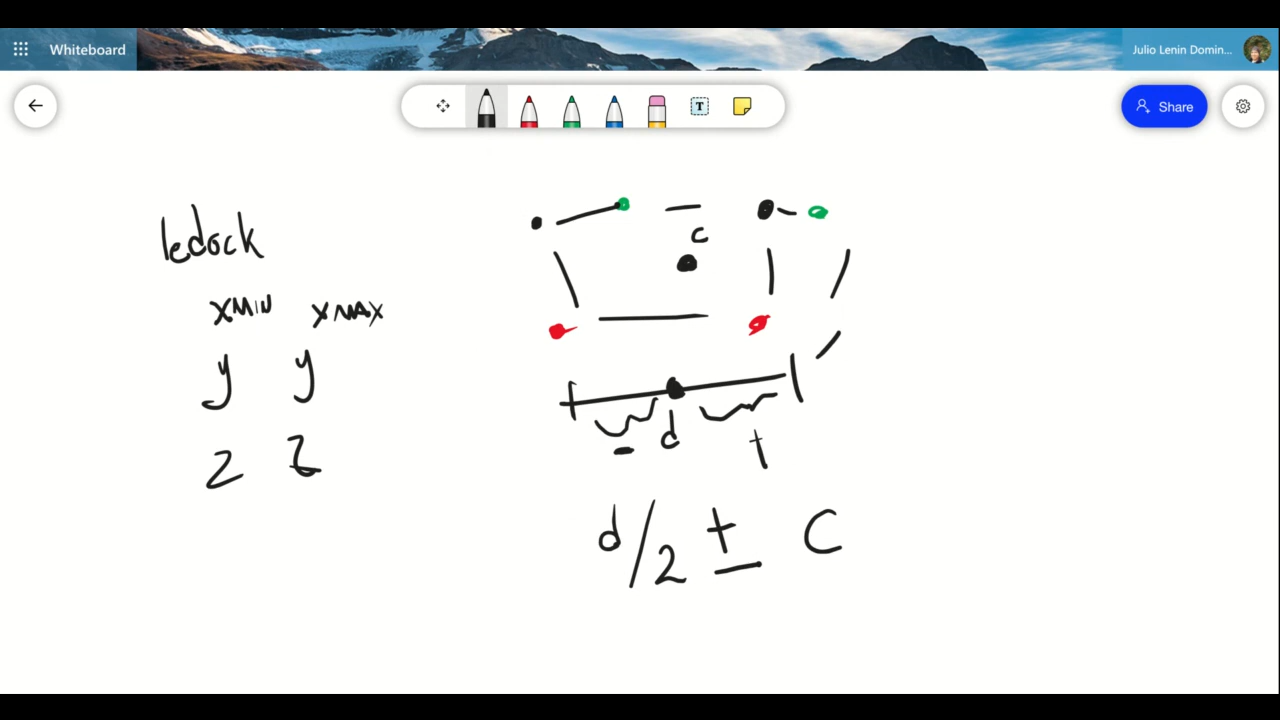 Whiteboard
Julio Lenin Domin...
T
Share
ledock
xMIN xMAX
y y
z z
c
- d +
d/2 ± C